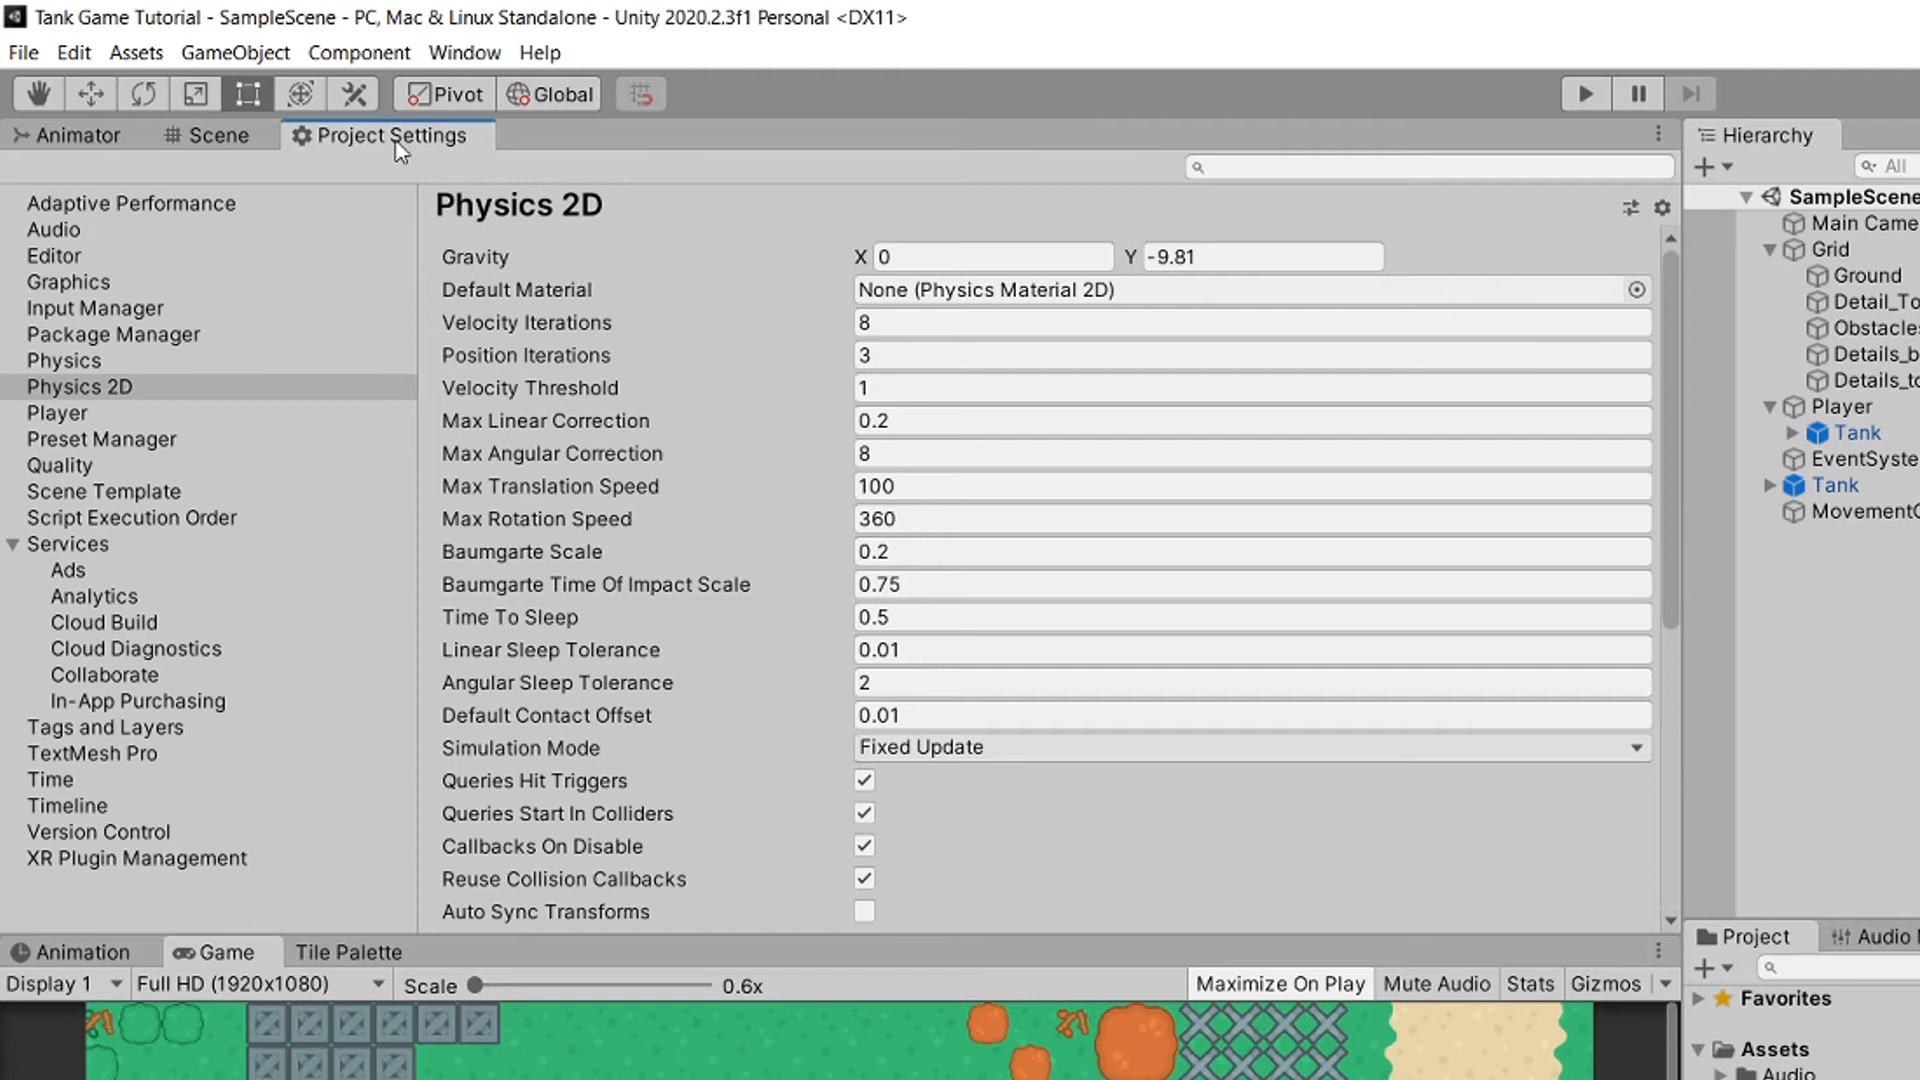 Tank Game Tutorial - SampleScene - PC, Mac & Linux Standalone - Unity 2020.2.3f1 Personal <DX11>
File Edit Assets GameObject Component Window Help
Pivot Global
Animator Scene Project Settings
Adaptive Performance
Audio
Editor
Graphics
Input Manager
Package Manager
Physics
Physics 2D
Player
Preset Manager
Quality
Scene Template
Script Execution Order
Services
Ads
Analytics
Cloud Build
Cloud Diagnostics
Collaborate
In-App Purchasing
Tags and Layers
TextMesh Pro
Time
Timeline
Version Control
XR Plugin Management
Physics 2D
Gravity X 0 Y -9.81
Default Material None (Physics Material 2D)
Velocity Iterations 8
Position Iterations 3
Velocity Threshold 1
Max Linear Correction 0.2
Max Angular Correction 8
Max Translation Speed 100
Max Rotation Speed 360
Baumgarte Scale 0.2
Baumgarte Time Of Impact Scale 0.75
Time To Sleep 0.5
Linear Sleep Tolerance 0.01
Angular Sleep Tolerance 2
Default Contact Offset 0.01
Simulation Mode Fixed Update
Queries Hit Triggers
Queries Start In Colliders
Callbacks On Disable
Reuse Collision Callbacks
Auto Sync Transforms
Hierarchy
All
SampleScene
Main Came
Grid
Ground
Detail_To
Obstacles
Details_b
Details_to
Player
Tank
EventSyste
Tank
MovementC
Animation Game Tile Palette
Display 1 Full HD (1920x1080) Scale 0.6x Maximize On Play Mute Audio Stats Gizmos
Project Audio
Favorites
Assets
Audio